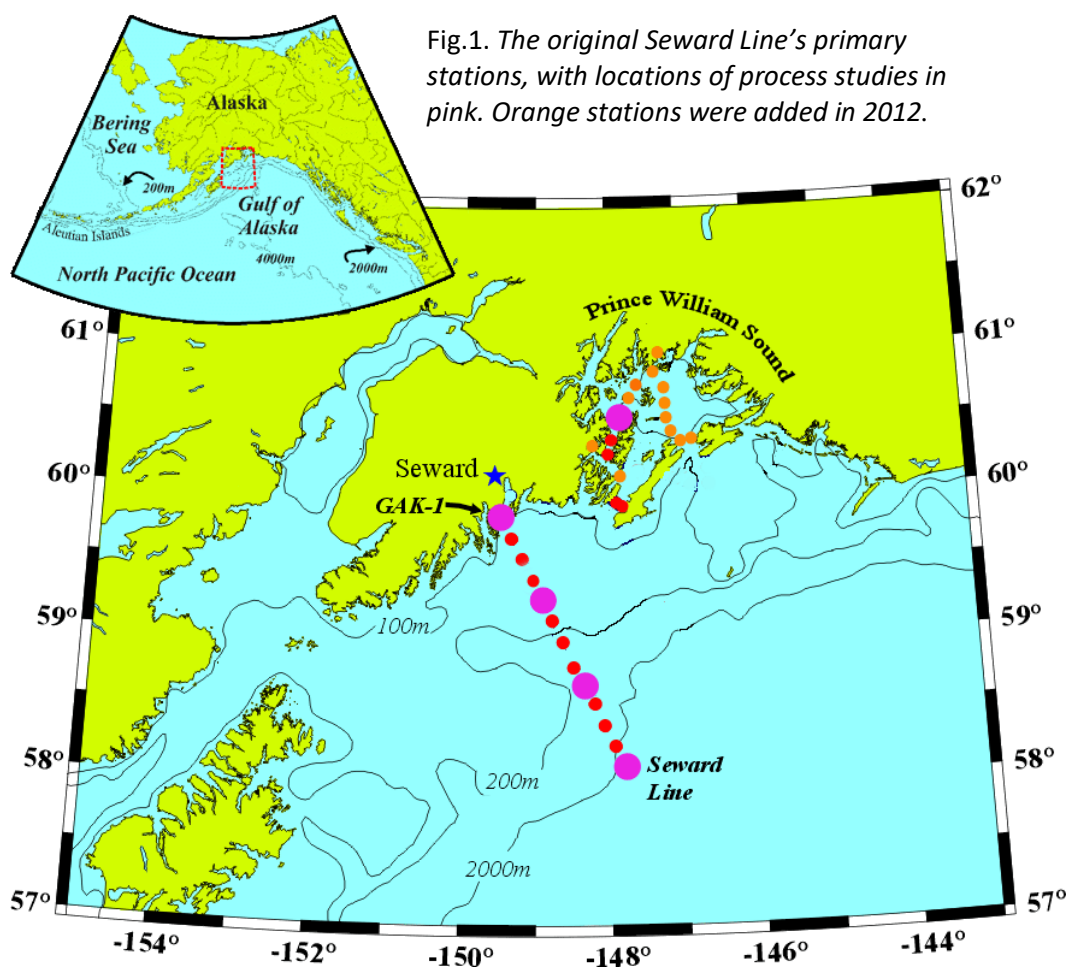 Fig.1. The original Seward Line’s primary
stations, with locations of process studies in
pink. Orange stations were added in 2012.
Alaska
Bering
Sea
200m
Gulf of
Alaska
Aleutian Islands
4000m
2000m
North Pacific Ocean
62°
61°
Prince William Sound
61°
60°
Seward
60°
GAK-1
59°
100m
59°
58°
200m
Seward
Line
58°
2000m
57°
57°
-154°
-152°
-150°
-148°
-146°
-144°